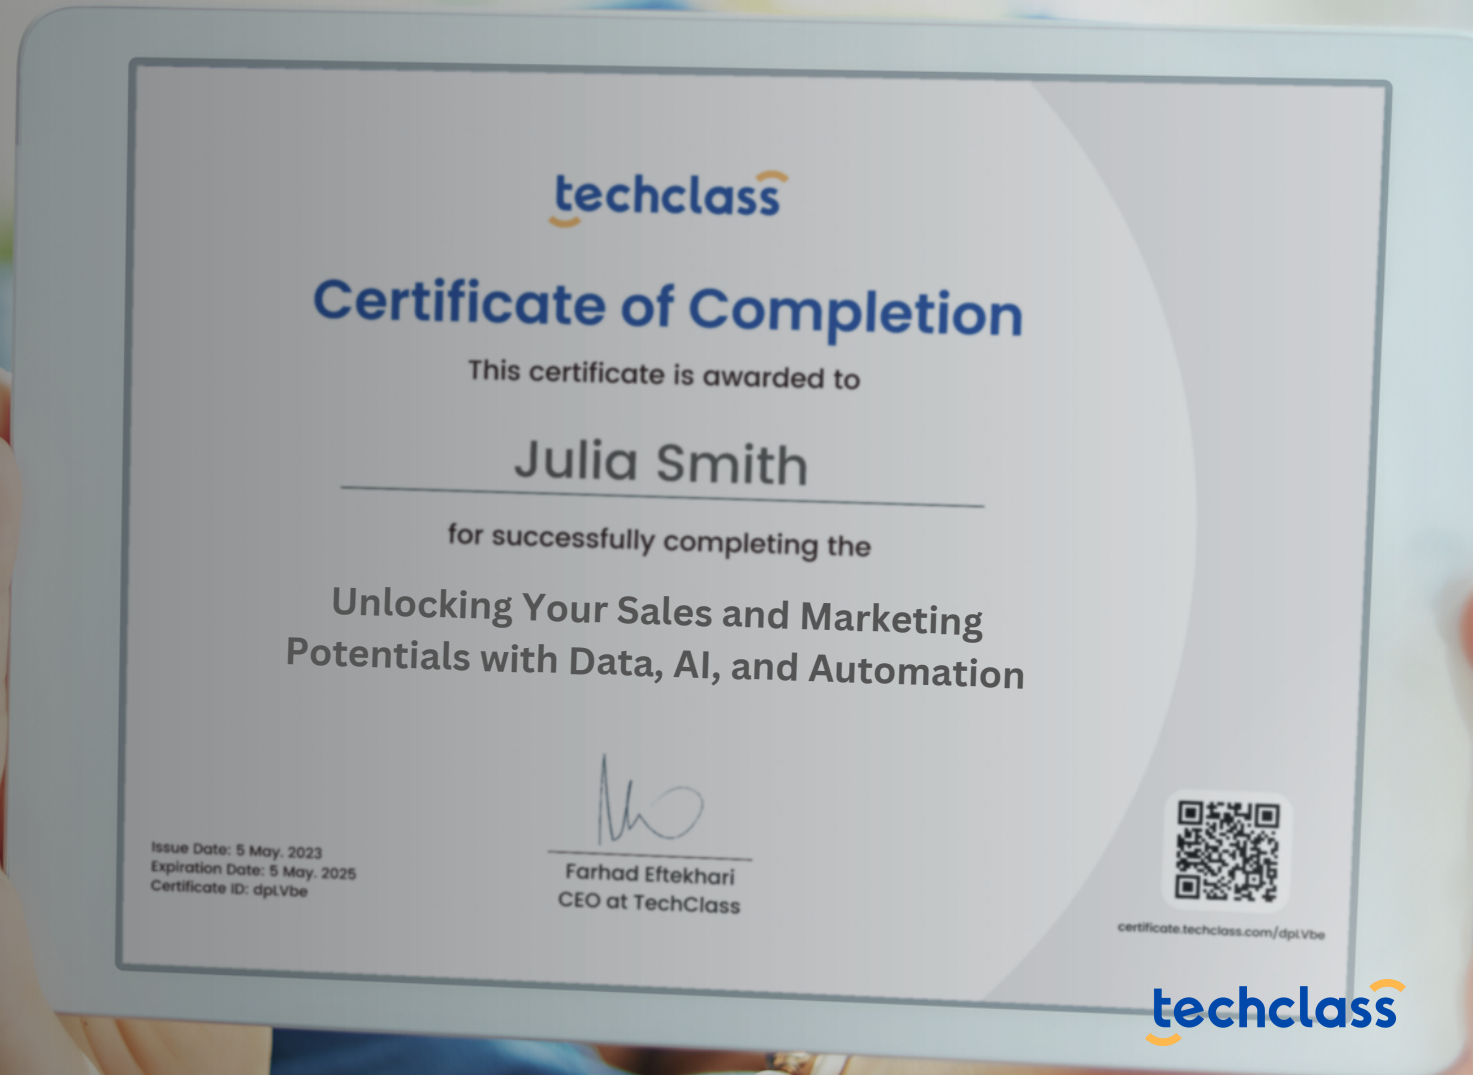 techclass
Certificate of Completion
This certificate is awarded to
Julia Smith
for successfully completing the
Unlocking Your Sales and Marketing
Potentials with Data, AI, and Automation
Issue Date: 5 May. 2023
Expiration Date: 5 May. 2025
Certificate ID: dpLVbe
Farhad Eftekhari
CEO at TechClass
certificate.techclass.com/dpLVbe
techclass